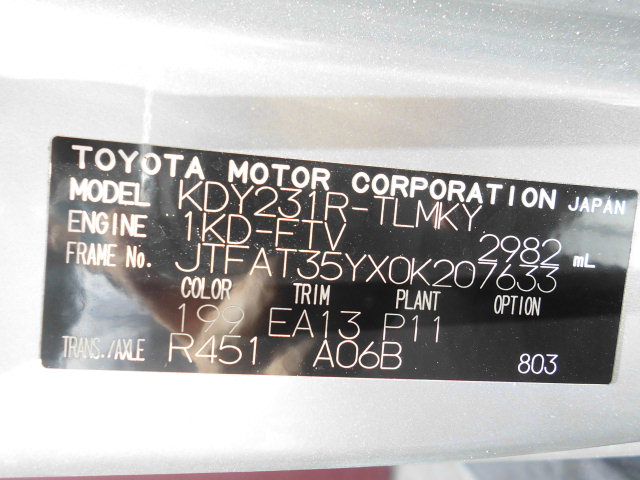 TOYOTA MOTOR CORPORATION JAPAN
MODEL KDY231R-TLMKY
ENGINE 1KD-FTV 2982 mL
FRAME No. JTFAT35YX0K207633
COLOR TRIM PLANT OPTION
199 EA13 P11
TRANS./AXLE R451 A06B 803